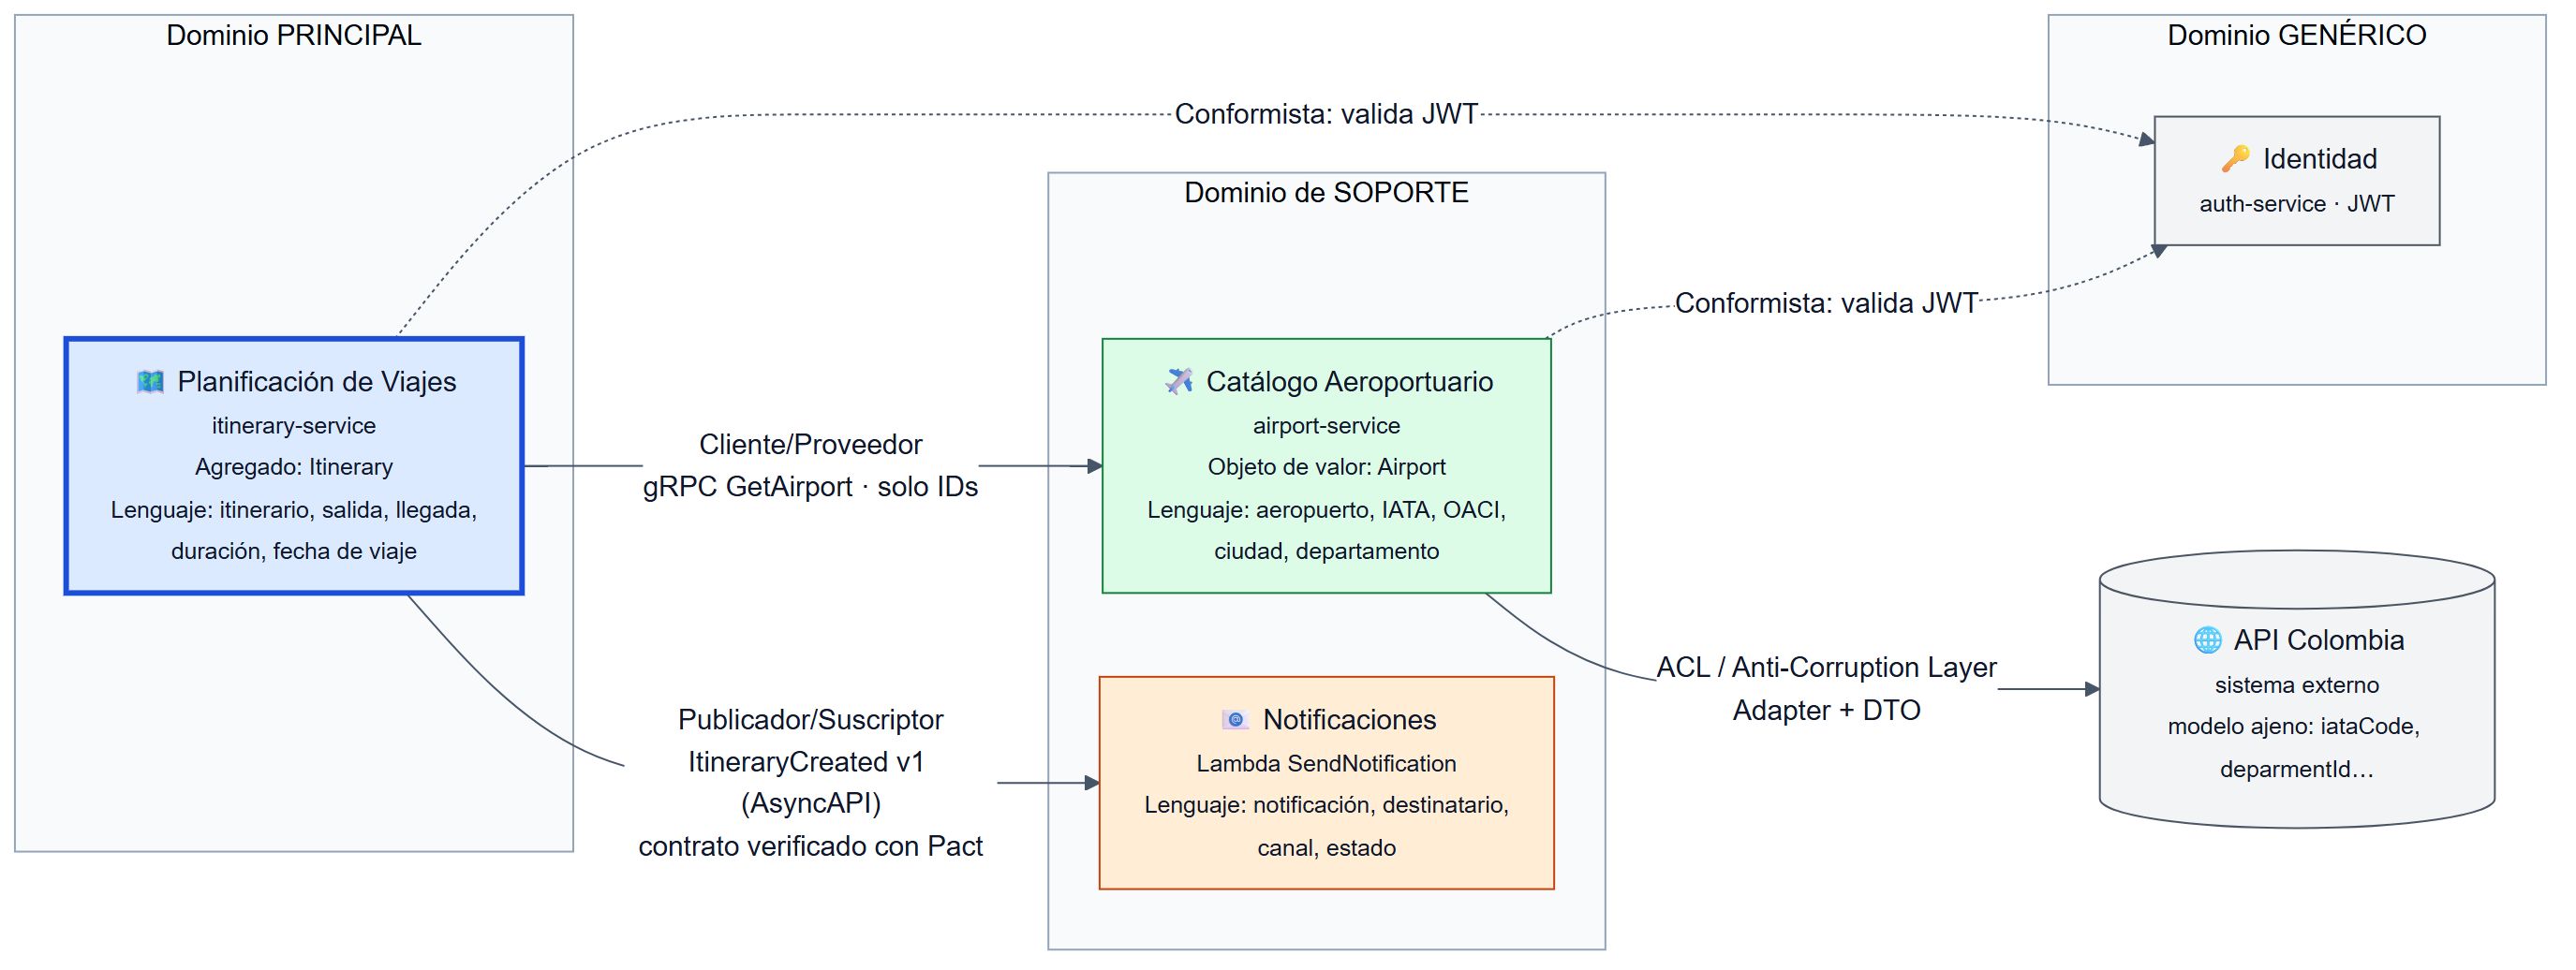 Dominio PRINCIPAL
Dominio GENÉRICO
Conformista: valida JWT
Identidad
auth-service · JWT
Dominio de SOPORTE
Conformista: valida JWT
Planificación de Viajes
itinerary-service
Agregado: Itinerary
Lenguaje: itinerario, salida, llegada,
duración, fecha de viaje
Cliente/Proveedor
gRPC GetAirport · solo IDs
Catálogo Aeroportuario
airport-service
Objeto de valor: Airport
Lenguaje: aeropuerto, IATA, OACI,
ciudad, departamento
Publicador/Suscriptor
ItineraryCreated v1
(AsyncAPI)
contrato verificado con Pact
Notificaciones
Lambda SendNotification
Lenguaje: notificación, destinatario,
canal, estado
ACL / Anti-Corruption Layer
Adapter + DTO
API Colombia
sistema externo
modelo ajeno: iataCode,
deparmentId…